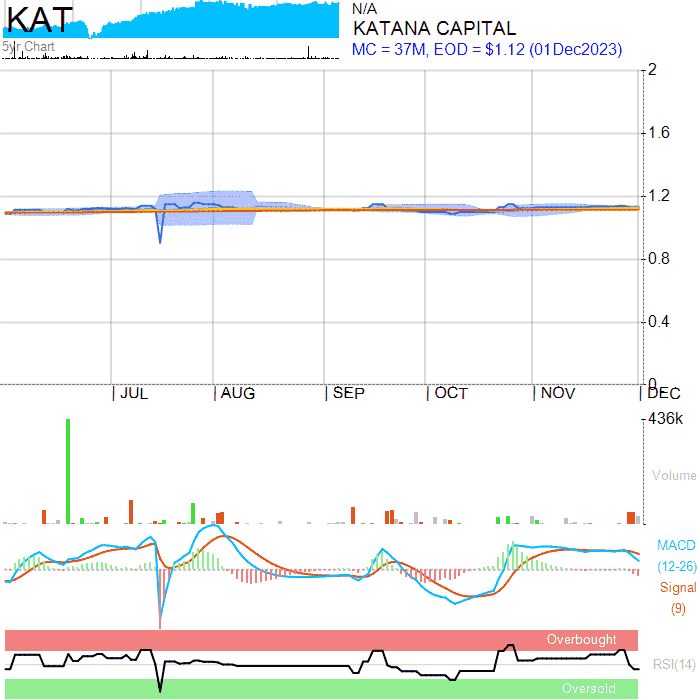 KAT
5yr Chart
N/A
KATANA CAPITAL
MC = 37M, EOD = $1.12 (01Dec2023)
2
1.6
1.2
0.8
0.4
0
JUL
AUG
SEP
OCT
NOV
DEC
436k
Volume
MACD
(12-26)
Signal
(9)
Overbought
RSI(14)
Oversold